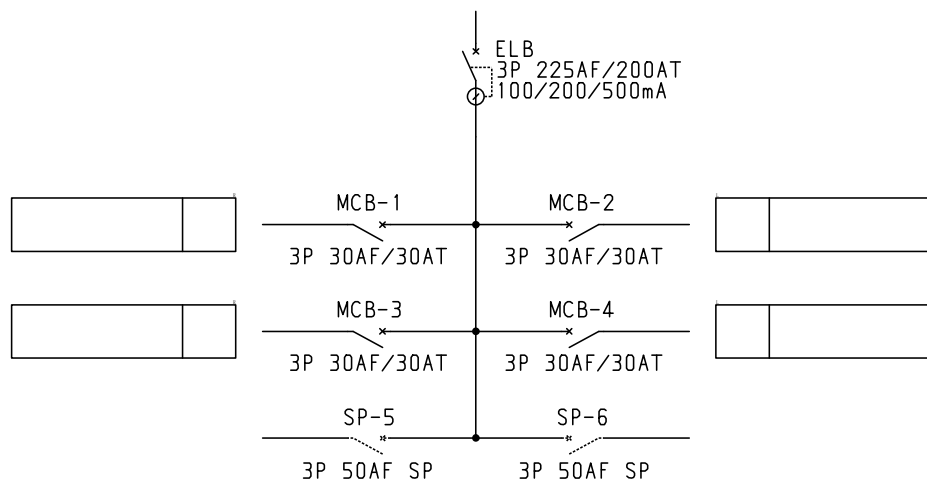 ELB
3P 225AF/200AT
100/200/500mA
MCB-1
MCB-2
3P 30AF/30AT
3P 30AF/30AT
MCB-3
MCB-4
3P 30AF/30AT
3P 30AF/30AT
SP-5
SP-6
3P 50AF SP
3P 50AF SP